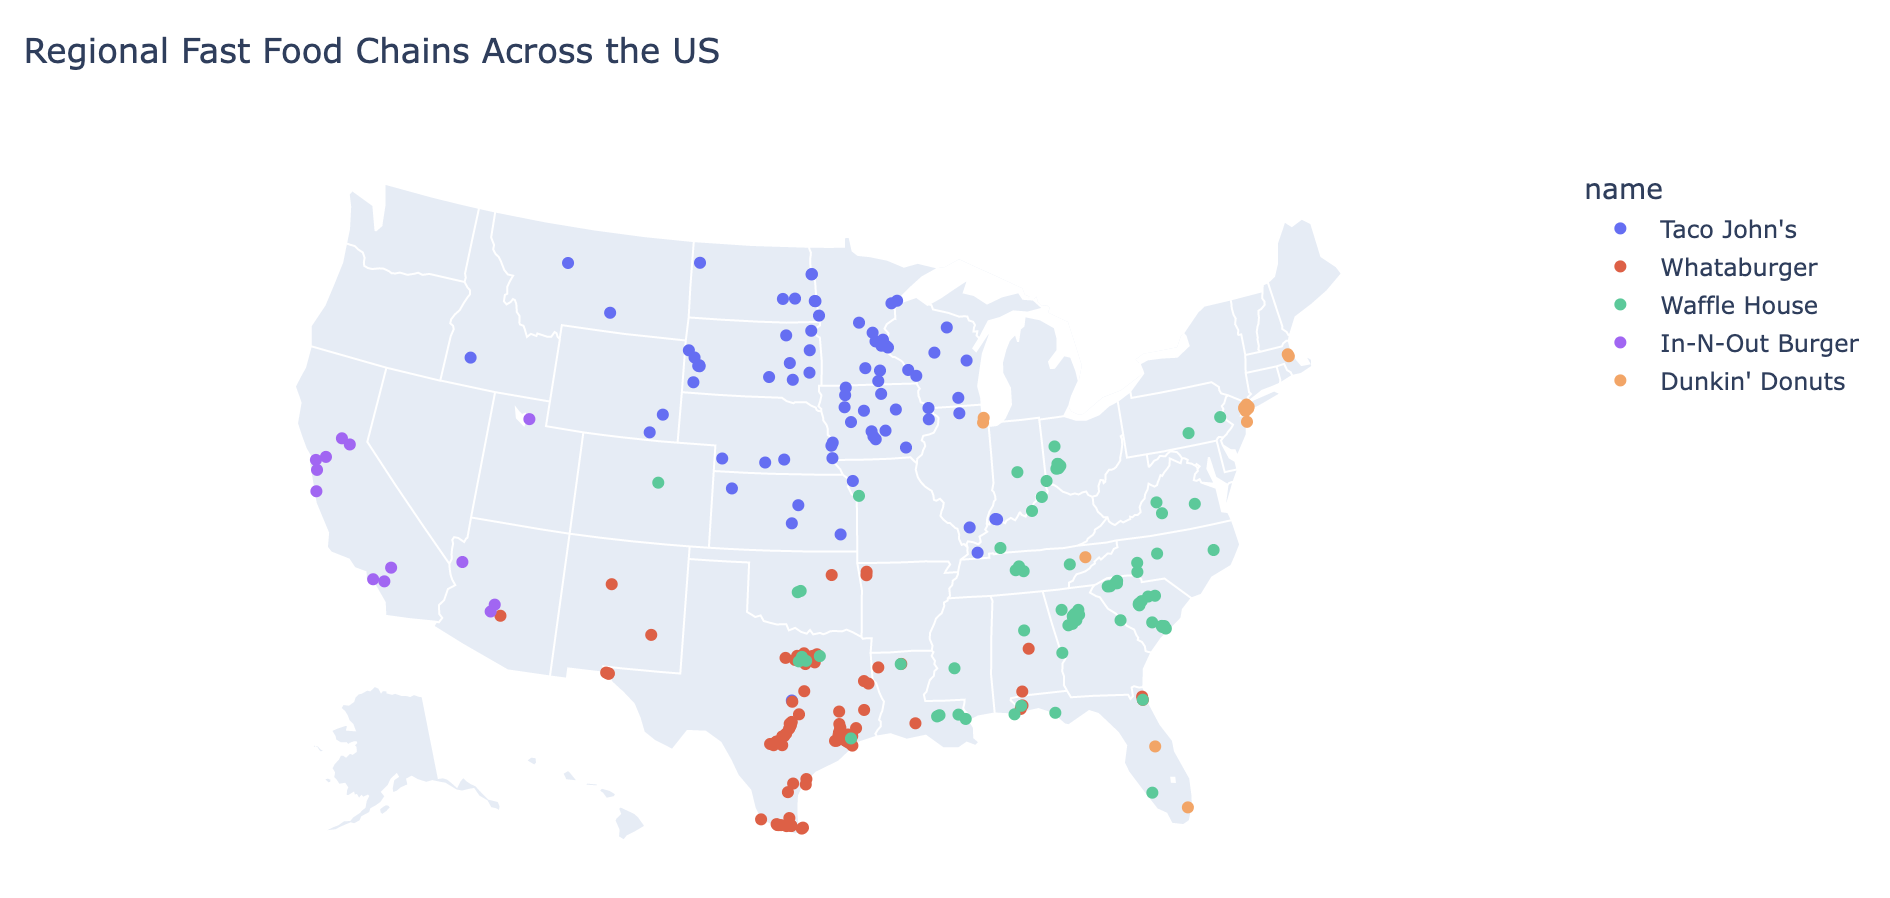 Regional Fast Food Chains Across the US
name
Taco John's
Whataburger
Waffle House
In-N-Out Burger
Dunkin' Donuts